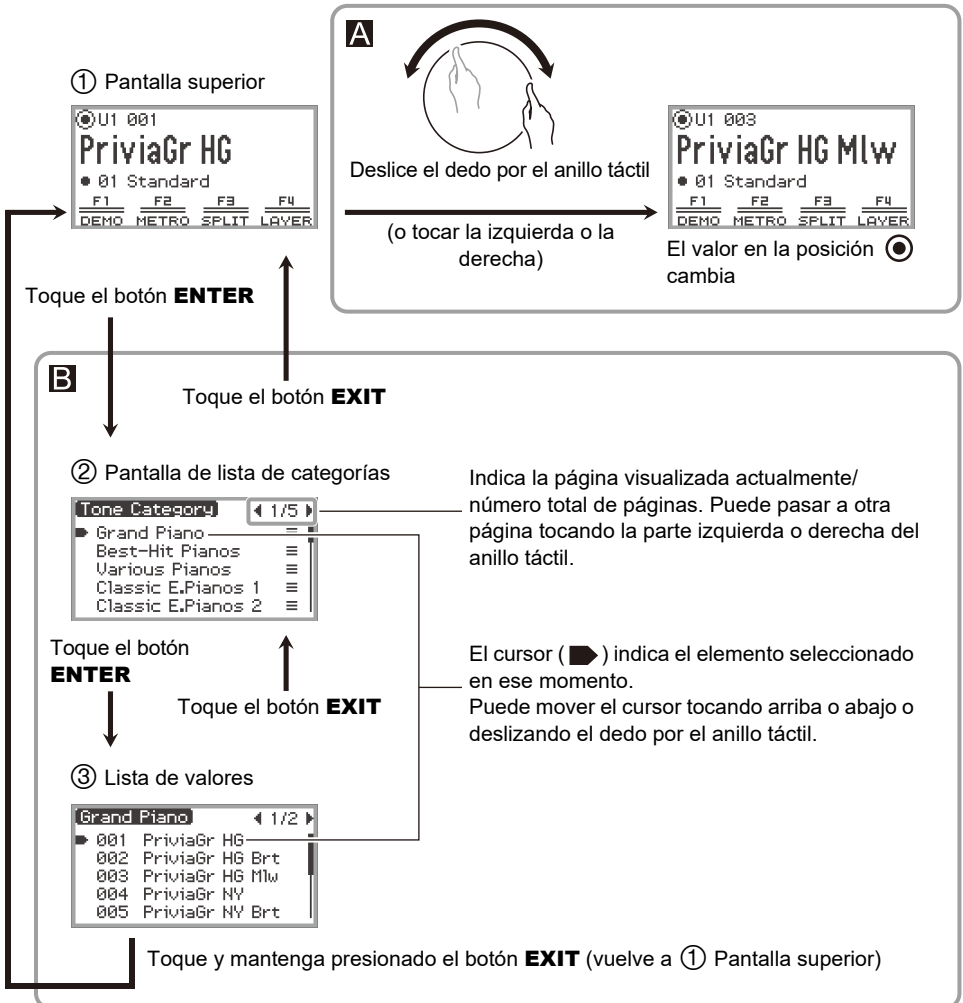 A
① Pantalla superior
U1 001
PriviaGr HG
● 01 Standard
F1 F2 F3 F4
DEMO METRO SPLIT LAYER
Deslice el dedo por el anillo táctil
(o tocar la izquierda o la
derecha)
U1 003
PriviaGr HG Mlw
● 01 Standard
F1 F2 F3 F4
DEMO METRO SPLIT LAYER
El valor en la posición ◉
cambia
Toque el botón ENTER
B
Toque el botón EXIT
② Pantalla de lista de categorías
Tone Category 1/5
Grand Piano
Best-Hit Pianos
Various Pianos
Classic E.Pianos 1
Classic E.Pianos 2
Indica la página visualizada actualmente/
número total de páginas. Puede pasar a otra
página tocando la parte izquierda o derecha del
anillo táctil.
Toque el botón
ENTER
Toque el botón EXIT
El cursor ( ) indica el elemento seleccionado
en ese momento.
Puede mover el cursor tocando arriba o abajo o
deslizando el dedo por el anillo táctil.
③ Lista de valores
Grand Piano 1/2
001 PriviaGr HG
002 PriviaGr HG Brt
003 PriviaGr HG Mlw
004 PriviaGr NY
005 PriviaGr NY Brt
Toque y mantenga presionado el botón EXIT (vuelve a ① Pantalla superior)